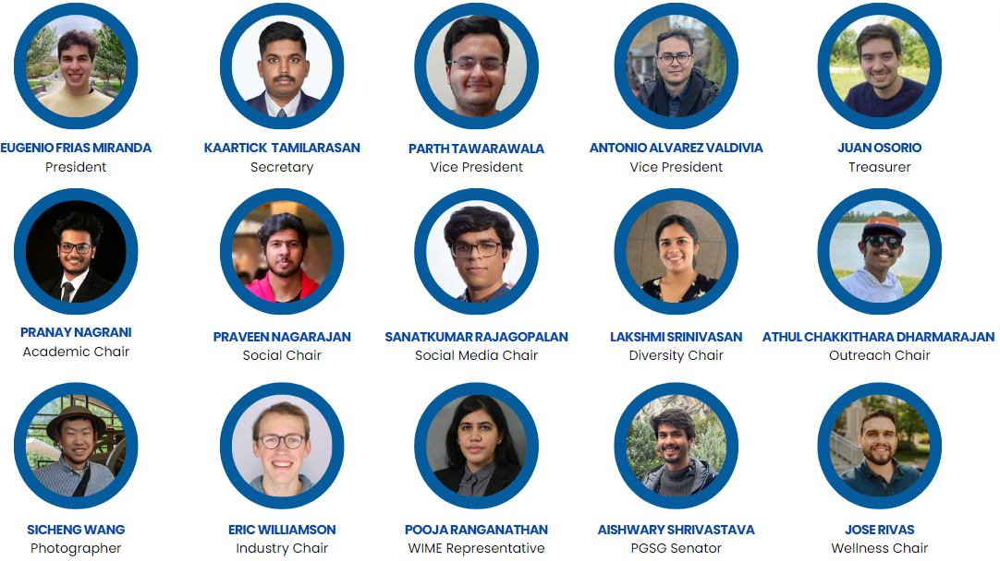 EUGENIO FRIAS MIRANDA
President
KAARTICK TAMILARASAN
Secretary
PARTH TAWARAWALA
Vice President
ANTONIO ALVAREZ VALDIVIA
Vice President
JUAN OSORIO
Treasurer
PRANAY NAGRANI
Academic Chair
PRAVEEN NAGARAJAN
Social Chair
SANATKUMAR RAJAGOPALAN
Social Media Chair
LAKSHMI SRINIVASAN
Diversity Chair
ATHUL CHAKKITHARA DHARMARAJAN
Outreach Chair
SICHENG WANG
Photographer
ERIC WILLIAMSON
Industry Chair
POOJA RANGANATHAN
WIME Representative
AISHWARY SHRIVASTAVA
PGSG Senator
JOSE RIVAS
Wellness Chair